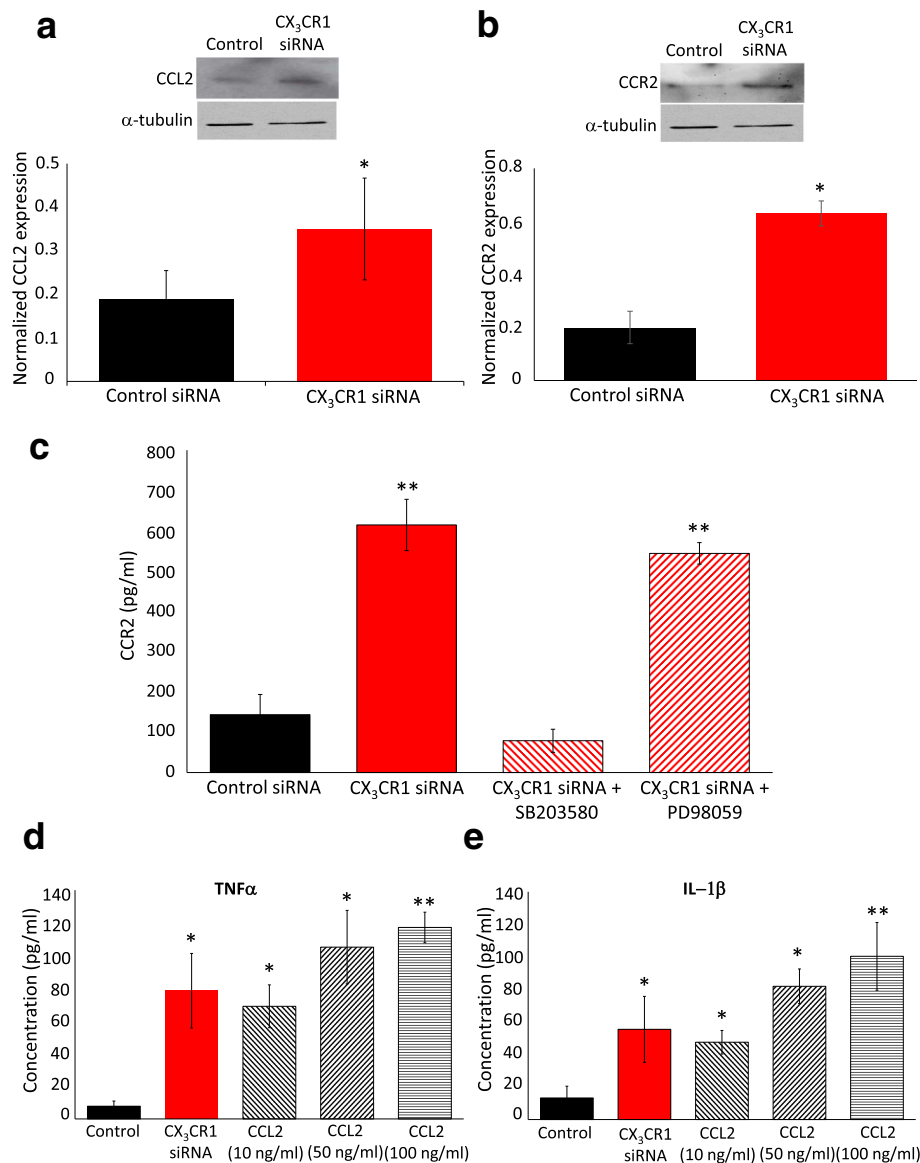 a
Control
CX3CR1
siRNA
CCL2
α-tubulin
Normalized CCL2 expression
0.5
0.4
0.3
0.2
0.1
0
*
Control siRNA
CX3CR1 siRNA
b
Control
CX3CR1
siRNA
CCR2
α-tubulin
Normalized CCR2 expression
0.8
0.6
0.4
0.2
0
*
Control siRNA
CX3CR1 siRNA
c
CCR2 (pg/ml)
800
700
600
500
400
300
200
100
0
**
**
Control siRNA
CX3CR1 siRNA
CX3CR1 siRNA +
SB203580
CX3CR1 siRNA +
PD98059
d
TNFα
Concentration (pg/ml)
140
120
100
80
60
40
20
0
*
*
*
**
Control
CX3CR1
siRNA
CCL2
(10 ng/ml)
CCL2
(50 ng/ml)
CCL2
(100 ng/ml)
e
IL−1β
Concentration (pg/ml)
140
120
100
80
60
40
20
0
*
*
*
**
Control
CX3CR1
siRNA
CCL2
(10 ng/ml)
CCL2
(50 ng/ml)
CCL2
(100 ng/ml)